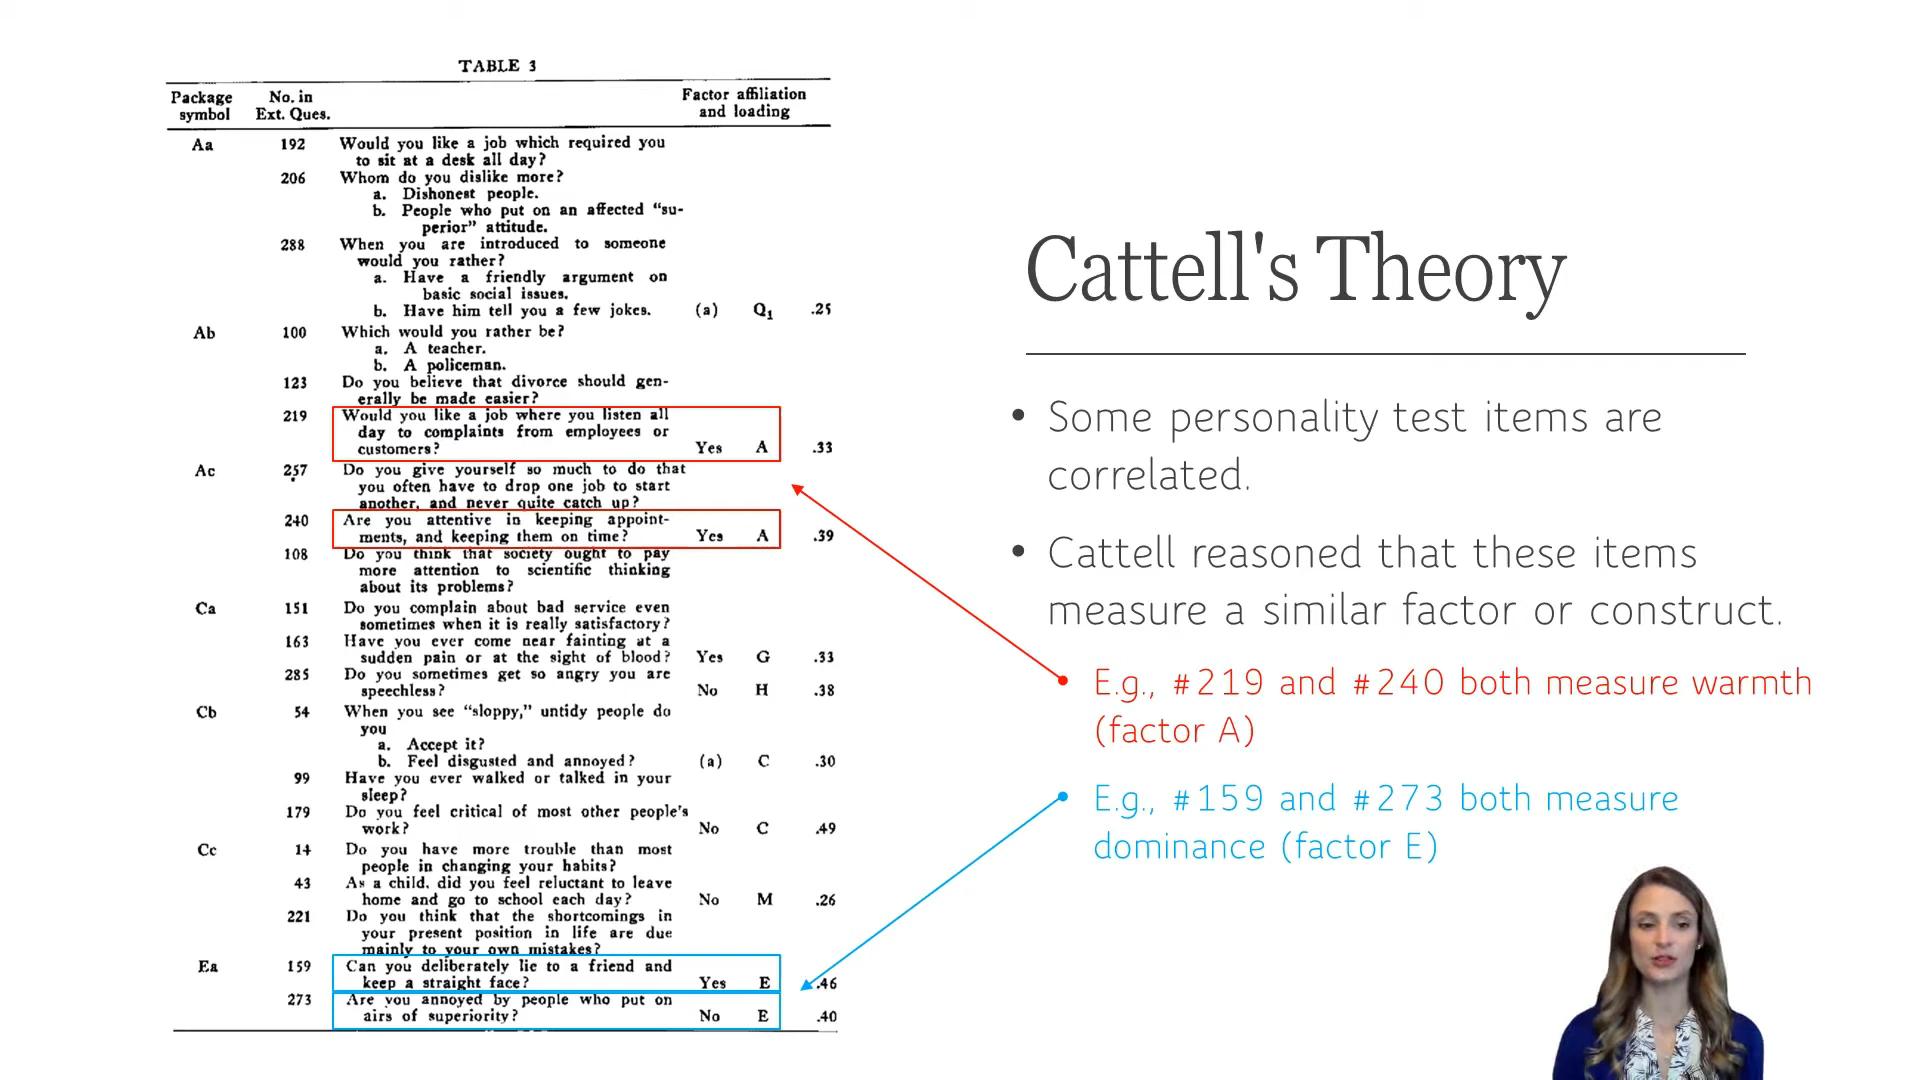 TABLE 3
Package symbol
No. in Ext. Ques.
Factor affiliation and loading
Aa 192 Would you like a job which required you
to sit at a desk all day?
206 Whom do you dislike more?
a. Dishonest people.
b. People who put on an affected "su-
perior" attitude.
288 When you are introduced to someone
would you rather?
a. Have a friendly argument on
basic social issues.
b. Have him tell you a few jokes. (a) Q1 .25
Ab 100 Which would you rather be?
a. A teacher.
b. A policeman.
123 Do you believe that divorce should gen-
erally be made easier?
219 Would you like a job where you listen all
day to complaints from employees or
customers? Yes A .33
Ac 257 Do you give yourself so much to do that
you often have to drop one job to start
another, and never quite catch up?
240 Are you attentive in keeping appoint-
ments, and keeping them on time? Yes A .39
108 Do you think that society ought to pay
more attention to scientific thinking
about its problems?
Ca 151 Do you complain about bad service even
sometimes when it is really satisfactory?
163 Have you ever come near fainting at a
sudden pain or at the sight of blood? Yes G .33
285 Do you sometimes get so angry you are
speechless? No H .38
Cb 54 When you see "sloppy," untidy people do
you
a. Accept it?
b. Feel disgusted and annoyed? (a) C .30
99 Have you ever walked or talked in your
sleep?
179 Do you feel critical of most other people's
work? No C .49
Cc 14 Do you have more trouble than most
people in changing your habits?
43 As a child, did you feel reluctant to leave
home and go to school each day? No M .26
221 Do you think that the shortcomings in
your present position in life are due
mainly to your own mistakes?
Ea 159 Can you deliberately lie to a friend and
keep a straight face? Yes E .46
273 Are you annoyed by people who put on
airs of superiority? No E .40
Cattell's Theory
• Some personality test items are
correlated.
• Cattell reasoned that these items
measure a similar factor or construct.
• E.g., #219 and #240 both measure warmth
(factor A)
• E.g., #159 and #273 both measure
dominance (factor E)